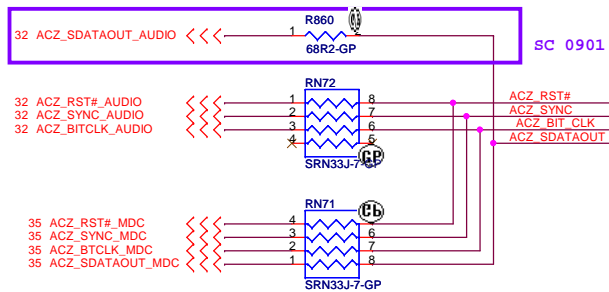 R860
32 ACZ_SDATAOUT_AUDIO 1 2
68R2-GP
SC 0901
RN72
32 ACZ_RST#_AUDIO 1 8 ACZ_RST#
32 ACZ_SYNC_AUDIO 2 7 ACZ_SYNC
32 ACZ_BITCLK_AUDIO 3 6 ACZ_BIT_CLK
4 5 ACZ_SDATAOUT
GP
SRN33J-7-GP
RN71
35 ACZ_RST#_MDC 4 5
35 ACZ_SYNC_MDC 3 6
35 ACZ_BTCLK_MDC 2 7
35 ACZ_SDATAOUT_MDC 1 8
SRN33J-7-GP